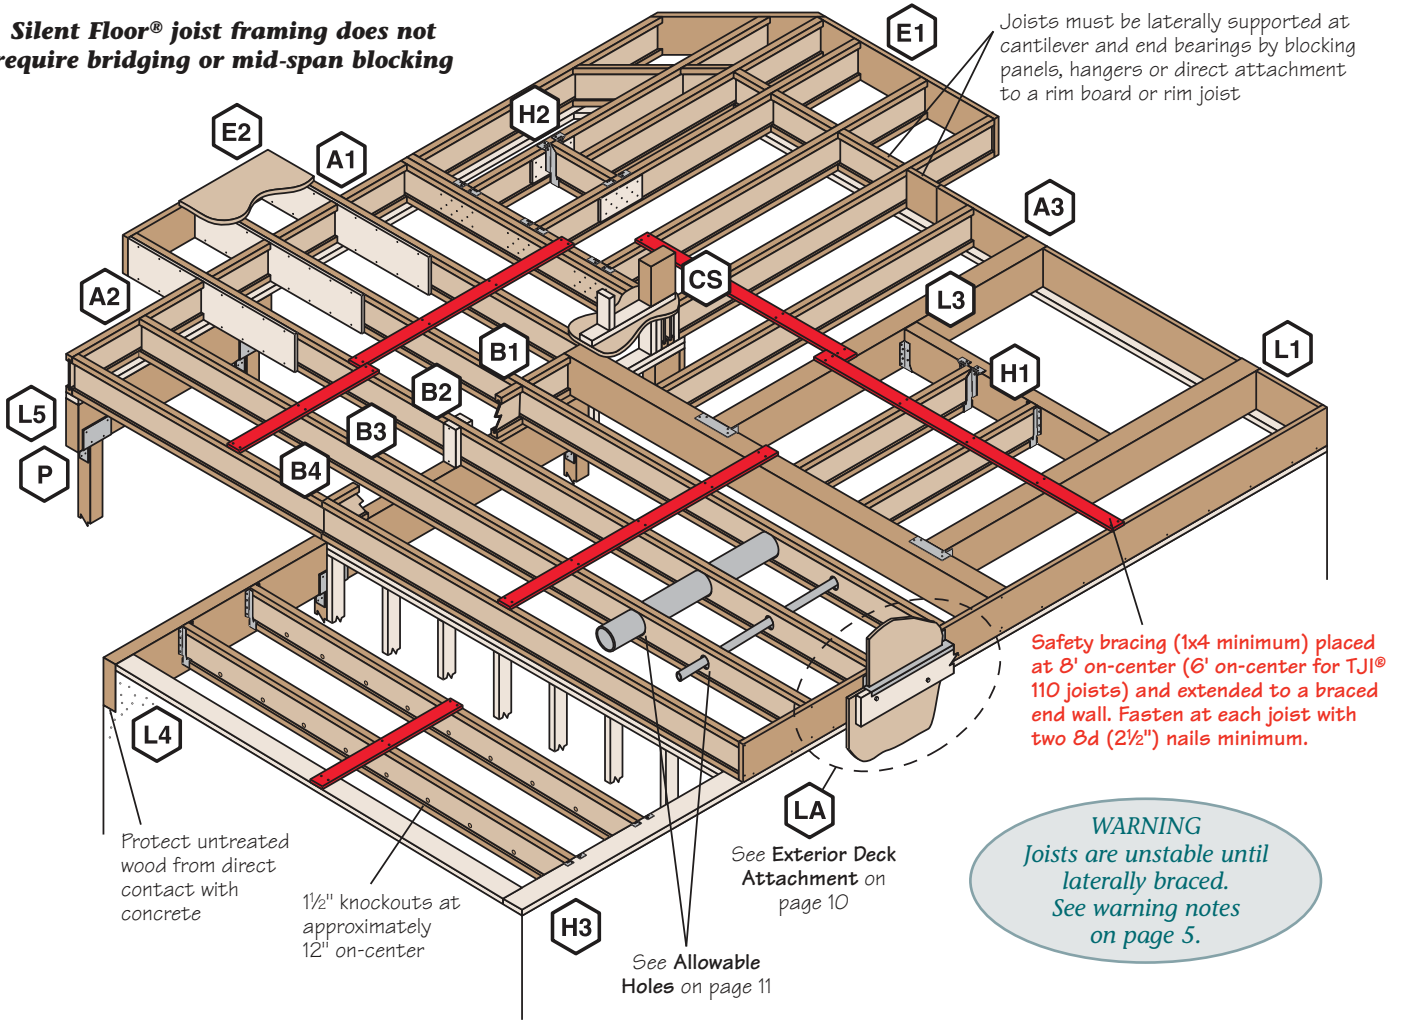 Silent Floor® joist framing does not
require bridging or mid-span blocking
E1
Joists must be laterally supported at
cantilever and end bearings by blocking
panels, hangers or direct attachment
to a rim board or rim joist
H2
E2
A1
A3
A2
CS
L3
B1
L1
H1
B2
L5
B3
P
B4
Safety bracing (1x4 minimum) placed
at 8' on-center (6' on-center for TJI®
110 joists) and extended to a braced
end wall. Fasten at each joist with
two 8d (2½") nails minimum.
L4
LA
Protect untreated
wood from direct
contact with
concrete
1½" knockouts at
approximately
12" on-center
H3
See Exterior Deck
Attachment on
page 10
See Allowable
Holes on page 11
WARNING
Joists are unstable until
laterally braced.
See warning notes
on page 5.